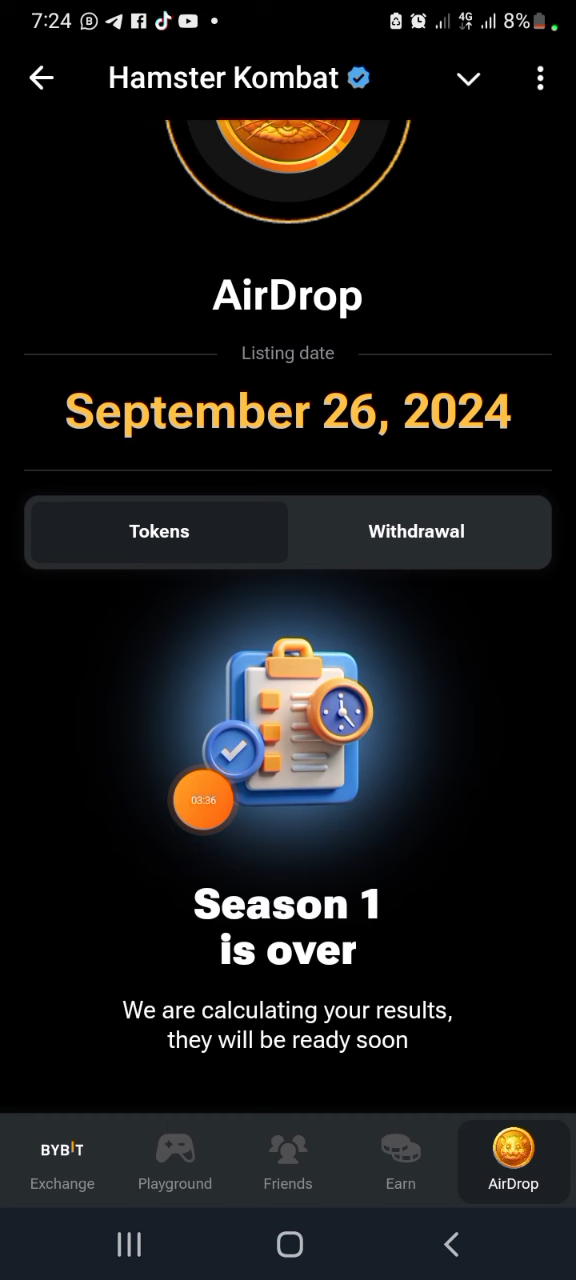 7:24
4G
8%
Hamster Kombat
AirDrop
Listing date
September 26, 2024
Tokens
Withdrawal
03:36
Season 1
is over
We are calculating your results,
they will be ready soon
BYBIT
Exchange
Playground
Friends
Earn
AirDrop